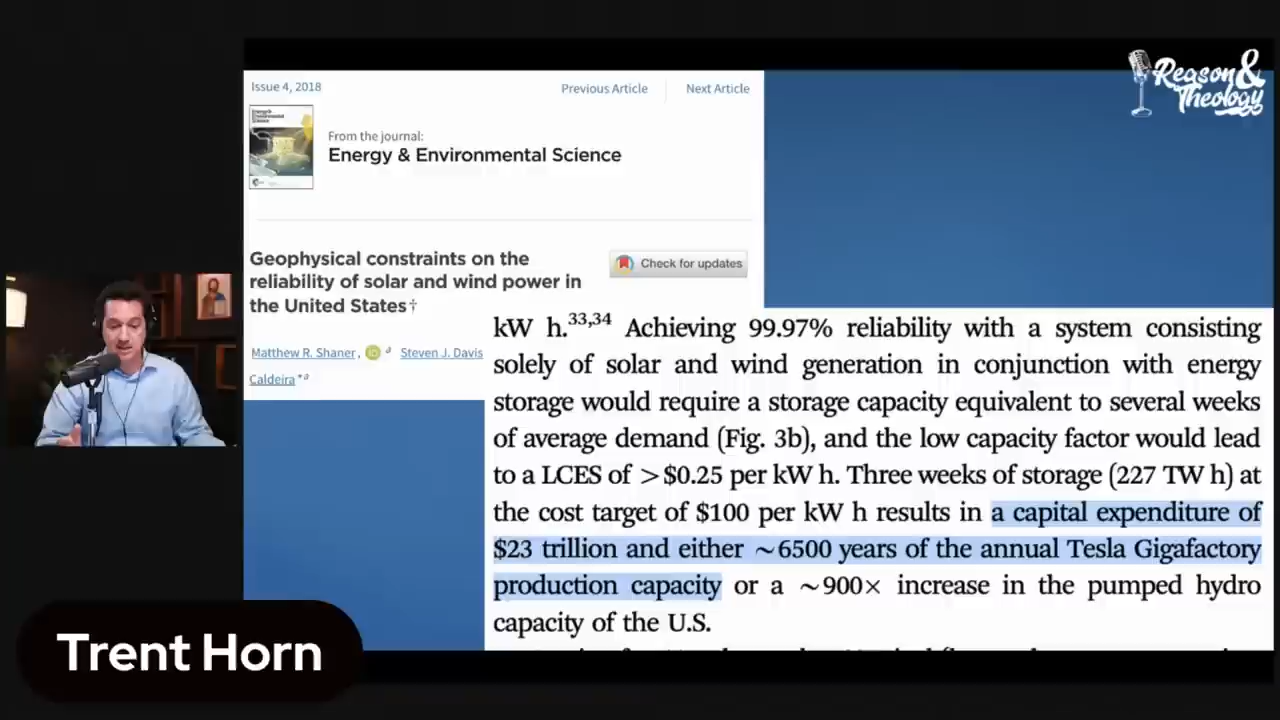 Reason &
Theology
Issue 4, 2018
Previous Article
Next Article
From the journal:
Energy & Environmental Science
Geophysical constraints on the
reliability of solar and wind power in
the United States†
Check for updates
Matthew R. Shaner, iD a Steven J. Davis
Caldeira *a
kW h.33,34 Achieving 99.97% reliability with a system consisting
solely of solar and wind generation in conjunction with energy
storage would require a storage capacity equivalent to several weeks
of average demand (Fig. 3b), and the low capacity factor would lead
to a LCES of >$0.25 per kW h. Three weeks of storage (227 TW h) at
the cost target of $100 per kW h results in a capital expenditure of
$23 trillion and either ~6500 years of the annual Tesla Gigafactory
production capacity or a ~900× increase in the pumped hydro
capacity of the U.S.
Trent Horn